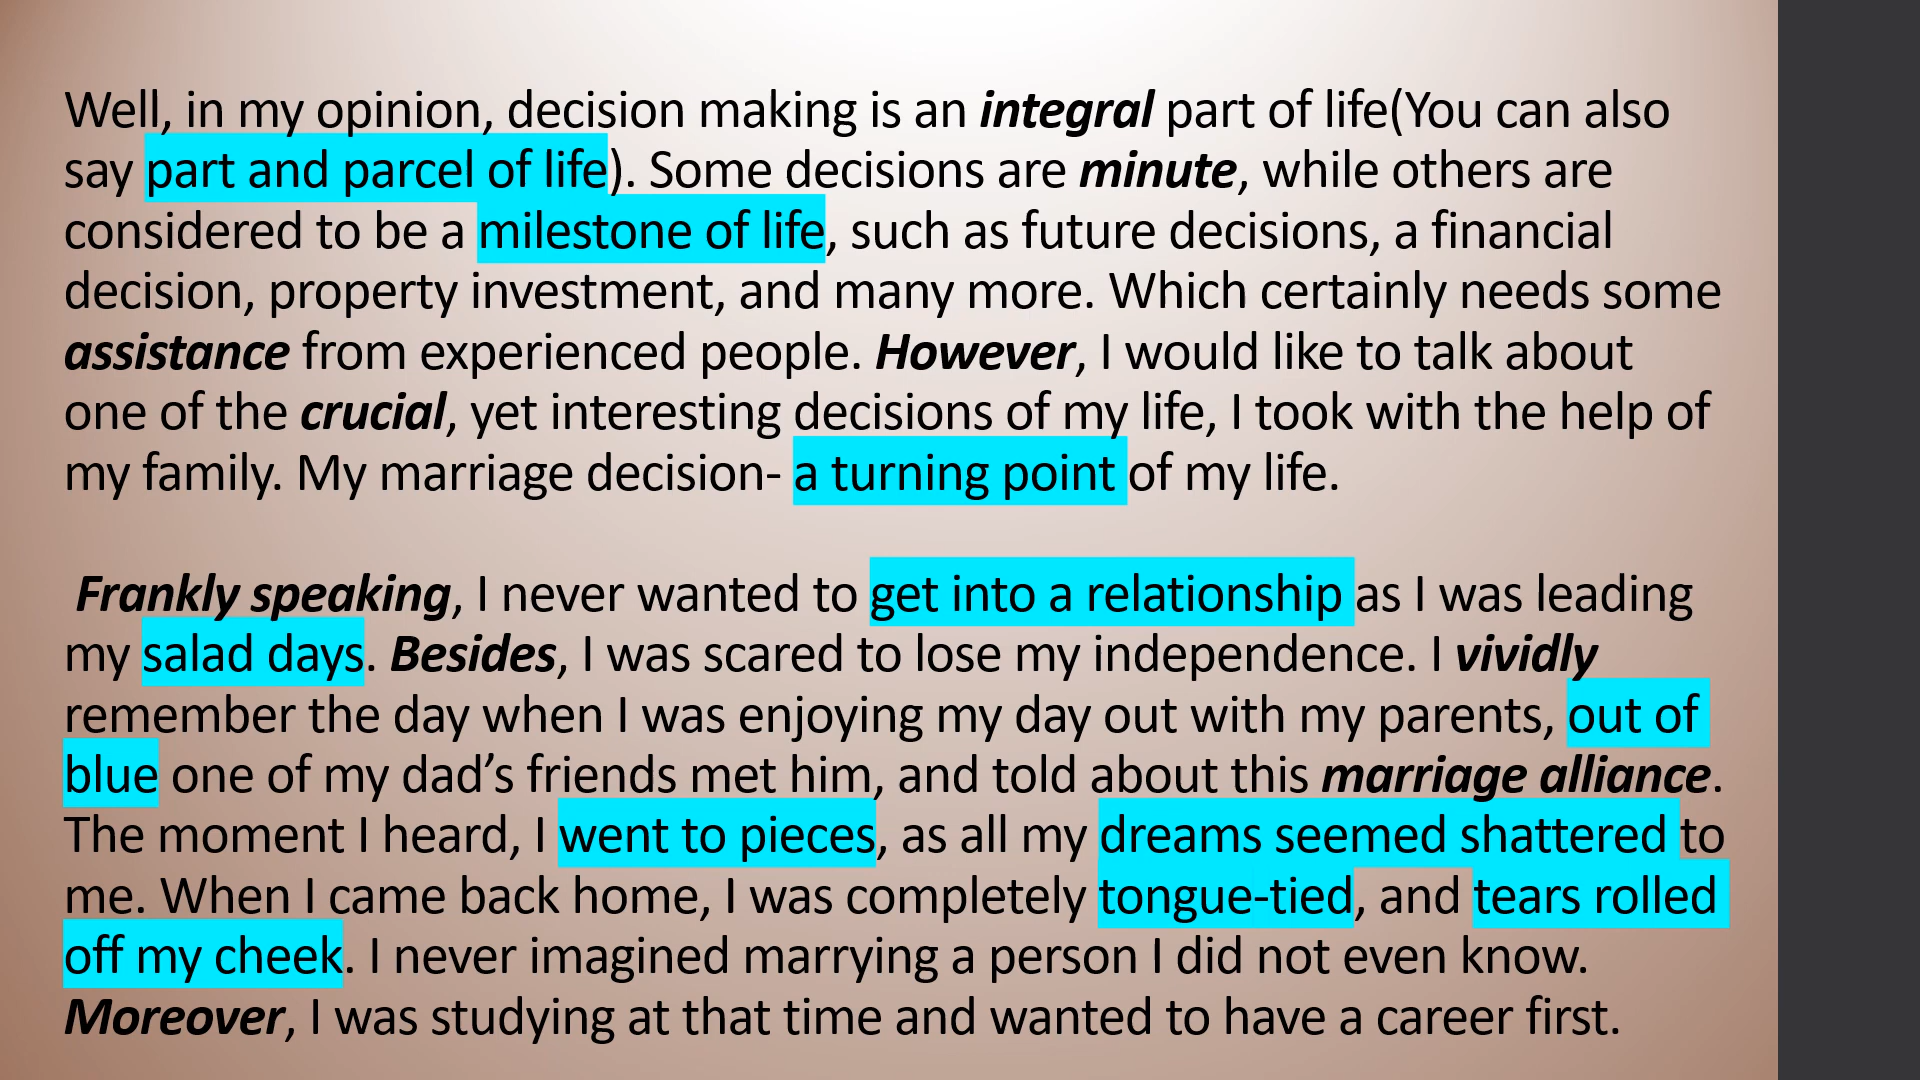 Well, in my opinion, decision making is an integral part of life(You can also
say part and parcel of life). Some decisions are minute, while others are
considered to be a milestone of life, such as future decisions, a financial
decision, property investment, and many more. Which certainly needs some
assistance from experienced people. However, I would like to talk about
one of the crucial, yet interesting decisions of my life, I took with the help of
my family. My marriage decision- a turning point of my life.
Frankly speaking, I never wanted to get into a relationship as I was leading
my salad days. Besides, I was scared to lose my independence. I vividly
remember the day when I was enjoying my day out with my parents, out of
blue one of my dad’s friends met him, and told about this marriage alliance.
The moment I heard, I went to pieces, as all my dreams seemed shattered to
me. When I came back home, I was completely tongue-tied, and tears rolled
off my cheek. I never imagined marrying a person I did not even know.
Moreover, I was studying at that time and wanted to have a career first.